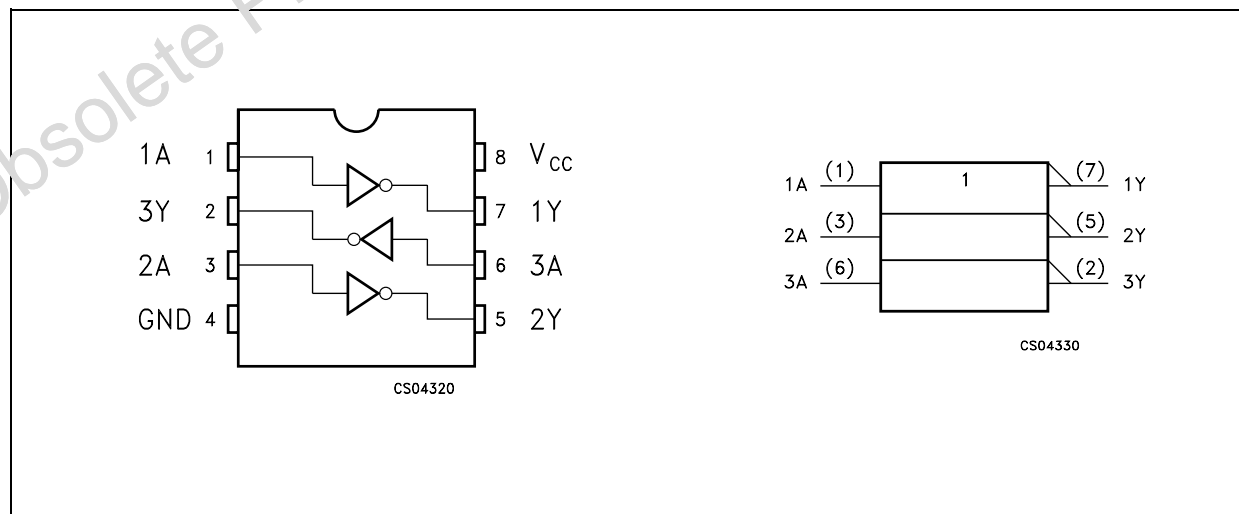 Obsolete P
1A 1 8 VCC
3Y 2 7 1Y
2A 3 6 3A
GND 4 5 2Y
CS04320
1A (1) 1 (7) 1Y
2A (3) (5) 2Y
3A (6) (2) 3Y
CS04330